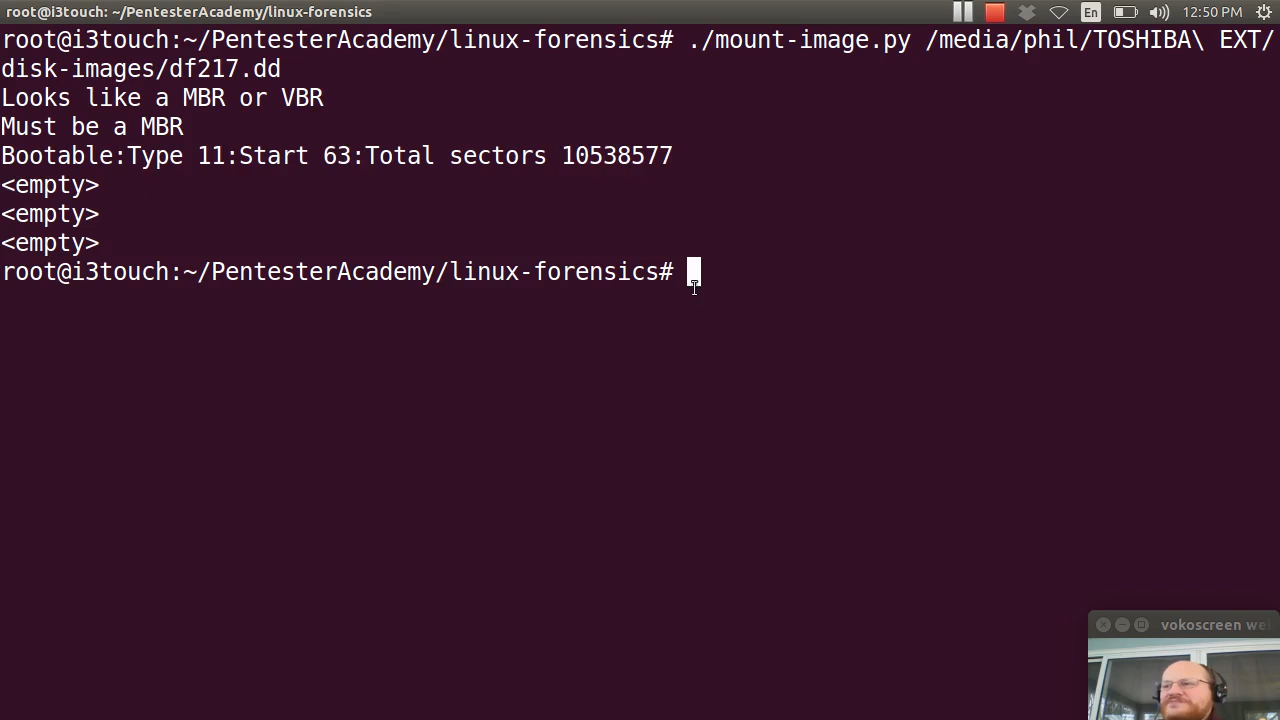 root@i3touch: ~/PentesterAcademy/linux-forensics
En
12:50 PM
root@i3touch:~/PentesterAcademy/linux-forensics# ./mount-image.py /media/phil/TOSHIBA\ EXT/
disk-images/df217.dd
Looks like a MBR or VBR
Must be a MBR
Bootable:Type 11:Start 63:Total sectors 10538577
<empty>
<empty>
<empty>
root@i3touch:~/PentesterAcademy/linux-forensics#
vokoscreen